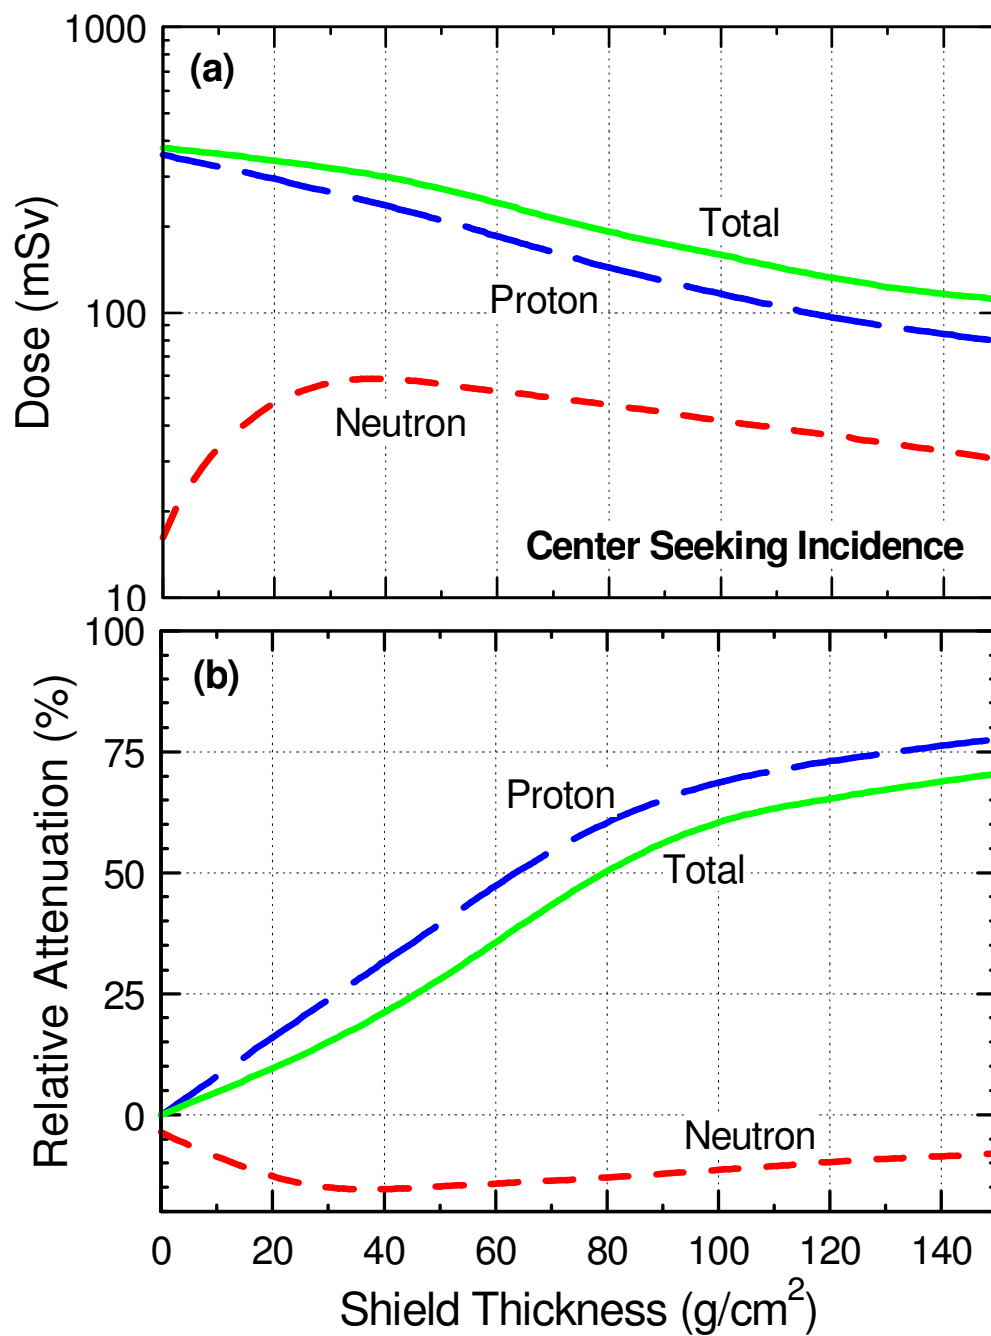 1000
(a)
Total
Proton
100
Neutron
Center Seeking Incidence
10
Dose (mSv)
100
(b)
75
Proton
Total
50
25
0
Neutron
Relative Attenuation (%)
0 20 40 60 80 100 120 140
Shield Thickness (g/cm²)